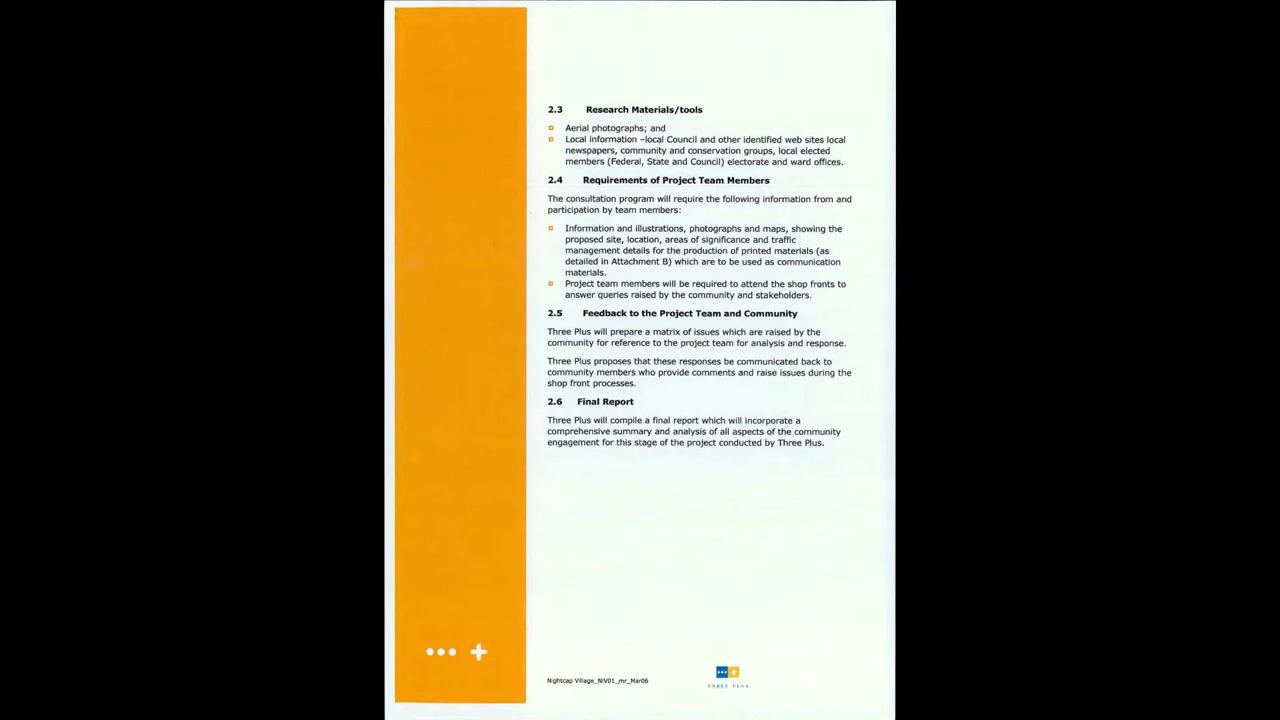 2.3 Research Materials/tools
Aerial photographs; and
Local information –local Council and other identified web sites local
newspapers, community and conservation groups, local elected
members (Federal, State and Council) electorate and ward offices.
2.4 Requirements of Project Team Members
The consultation program will require the following information from and
participation by team members:
Information and illustrations, photographs and maps, showing the
proposed site, location, areas of significance and traffic
management details for the production of printed materials (as
detailed in Attachment B) which are to be used as communication
materials.
Project team members will be required to attend the shop fronts to
answer queries raised by the community and stakeholders.
2.5 Feedback to the Project Team and Community
Three Plus will prepare a matrix of issues which are raised by the
community for reference to the project team for analysis and response.
Three Plus proposes that these responses be communicated back to
community members who provide comments and raise issues during the
shop front processes.
2.6 Final Report
Three Plus will compile a final report which will incorporate a
comprehensive summary and analysis of all aspects of the community
engagement for this stage of the project conducted by Three Plus.
Nightcap Village_NiV01_mr_Mar06
THREE PLUS